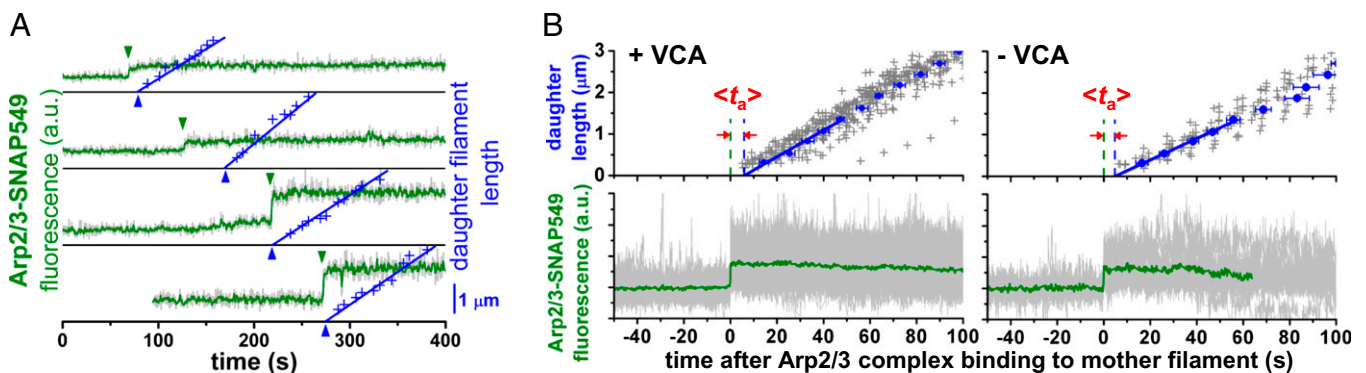 A
Arp2/3-SNAP549
fluorescence (a.u.)
daughter filament
length
1 μm
0 100 200 300 400
time (s)
B
+ VCA
- VCA
daughter
length (μm)
3
2
1
0
<tₐ>
<tₐ>
Arp2/3-SNAP549
fluorescence (a.u.)
-40 -20 0 20 40 60 80 100
-40 -20 0 20 40 60 80 100
time after Arp2/3 complex binding to mother filament (s)